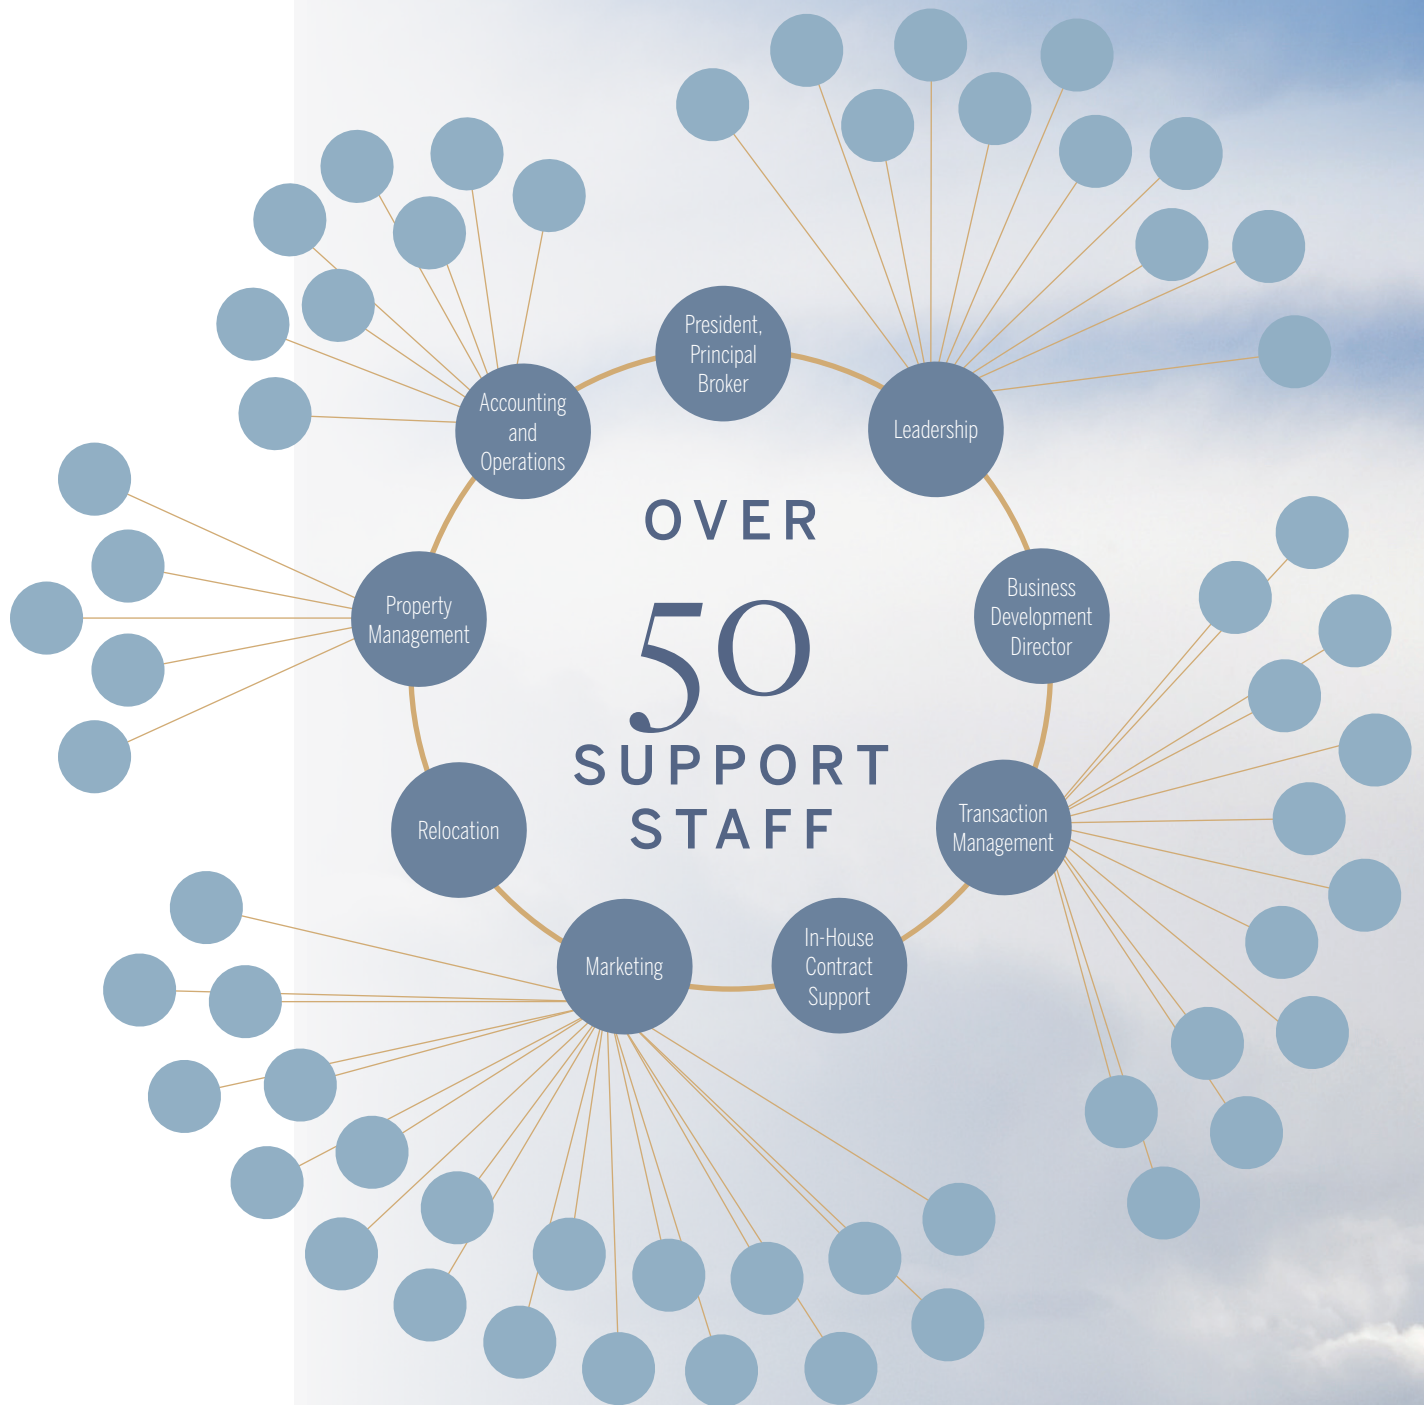 President,
Principal
Broker
Accounting
and
Operations
Leadership
OVER
50
SUPPORT
STAFF
Property
Management
Business
Development
Director
Relocation
Transaction
Management
Marketing
In-House
Contract
Support